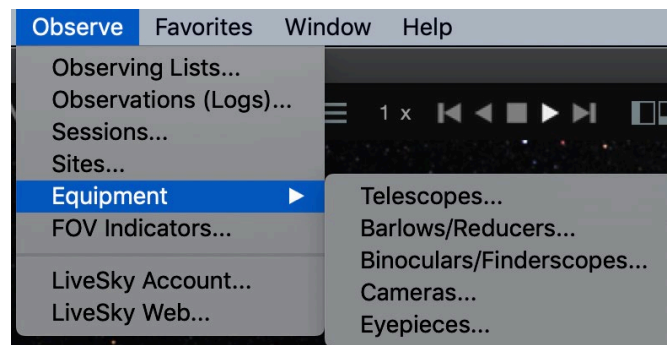 Observe Favorites Window Help
Observing Lists...
Observations (Logs)...
1 x
Sessions...
Sites...
Equipment
Telescopes...
FOV Indicators...
Barlows/Reducers...
Binoculars/Finderscopes...
LiveSky Account...
Cameras...
LiveSky Web...
Eyepieces...